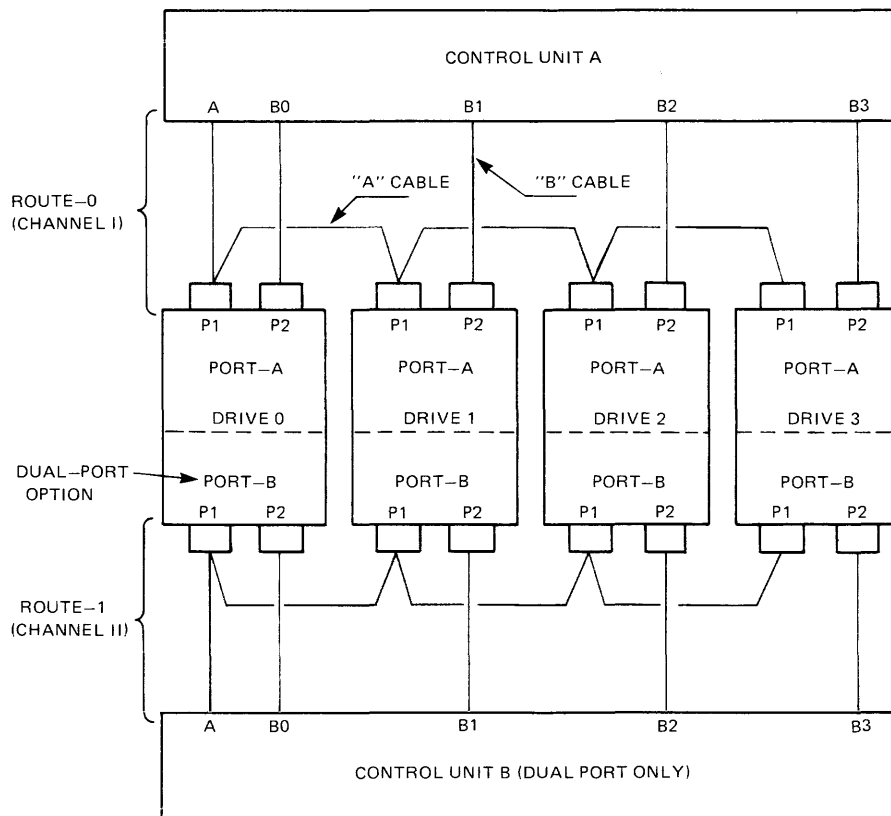 CONTROL UNIT A
A B0 B1 B2 B3
"A" CABLE "B" CABLE
ROUTE–0
(CHANNEL I)
P1 P2 P1 P2 P1 P2 P1 P2
PORT–A PORT–A PORT–A PORT–A
DRIVE 0 DRIVE 1 DRIVE 2 DRIVE 3
DUAL–PORT
OPTION
PORT–B PORT–B PORT–B PORT–B
P1 P2 P1 P2 P1 P2 P1 P2
ROUTE–1
(CHANNEL II)
A B0 B1 B2 B3
CONTROL UNIT B (DUAL PORT ONLY)